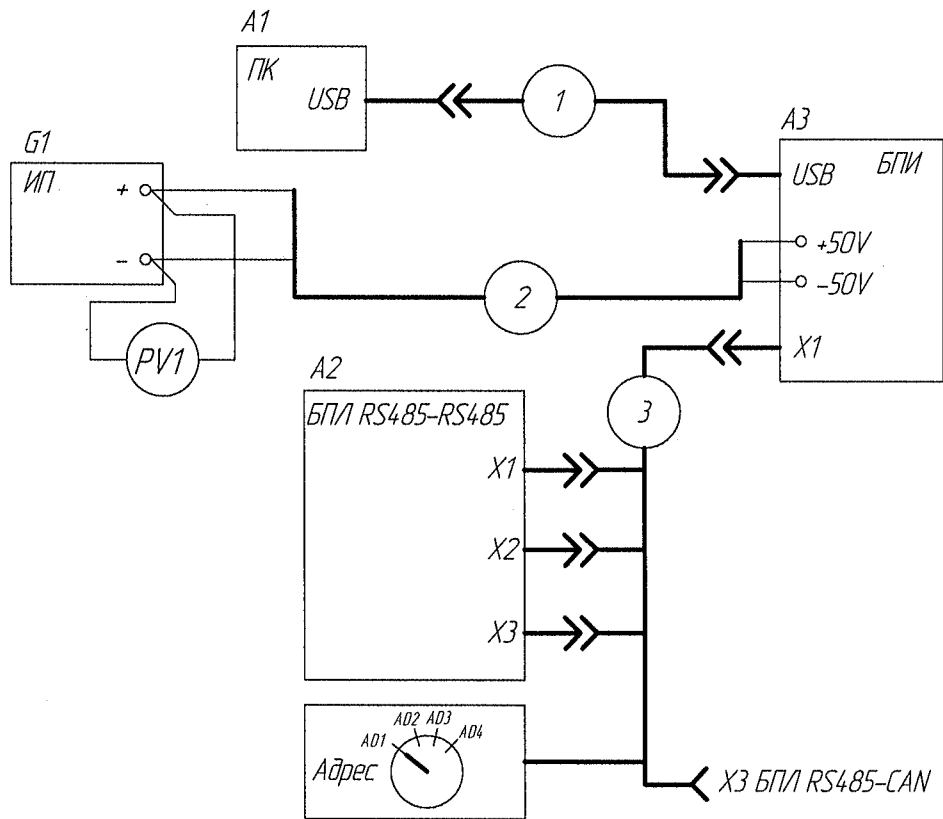 A1
ПК
USB
1
A3
БПИ
USB
G1
ИП
+
-
+50V
-50V
2
PV1
X1
A2
3
БПЛ RS485-RS485
X1
X2
X3
AD1
AD2
AD3
AD4
Адрес
X3 БПЛ RS485-CAN